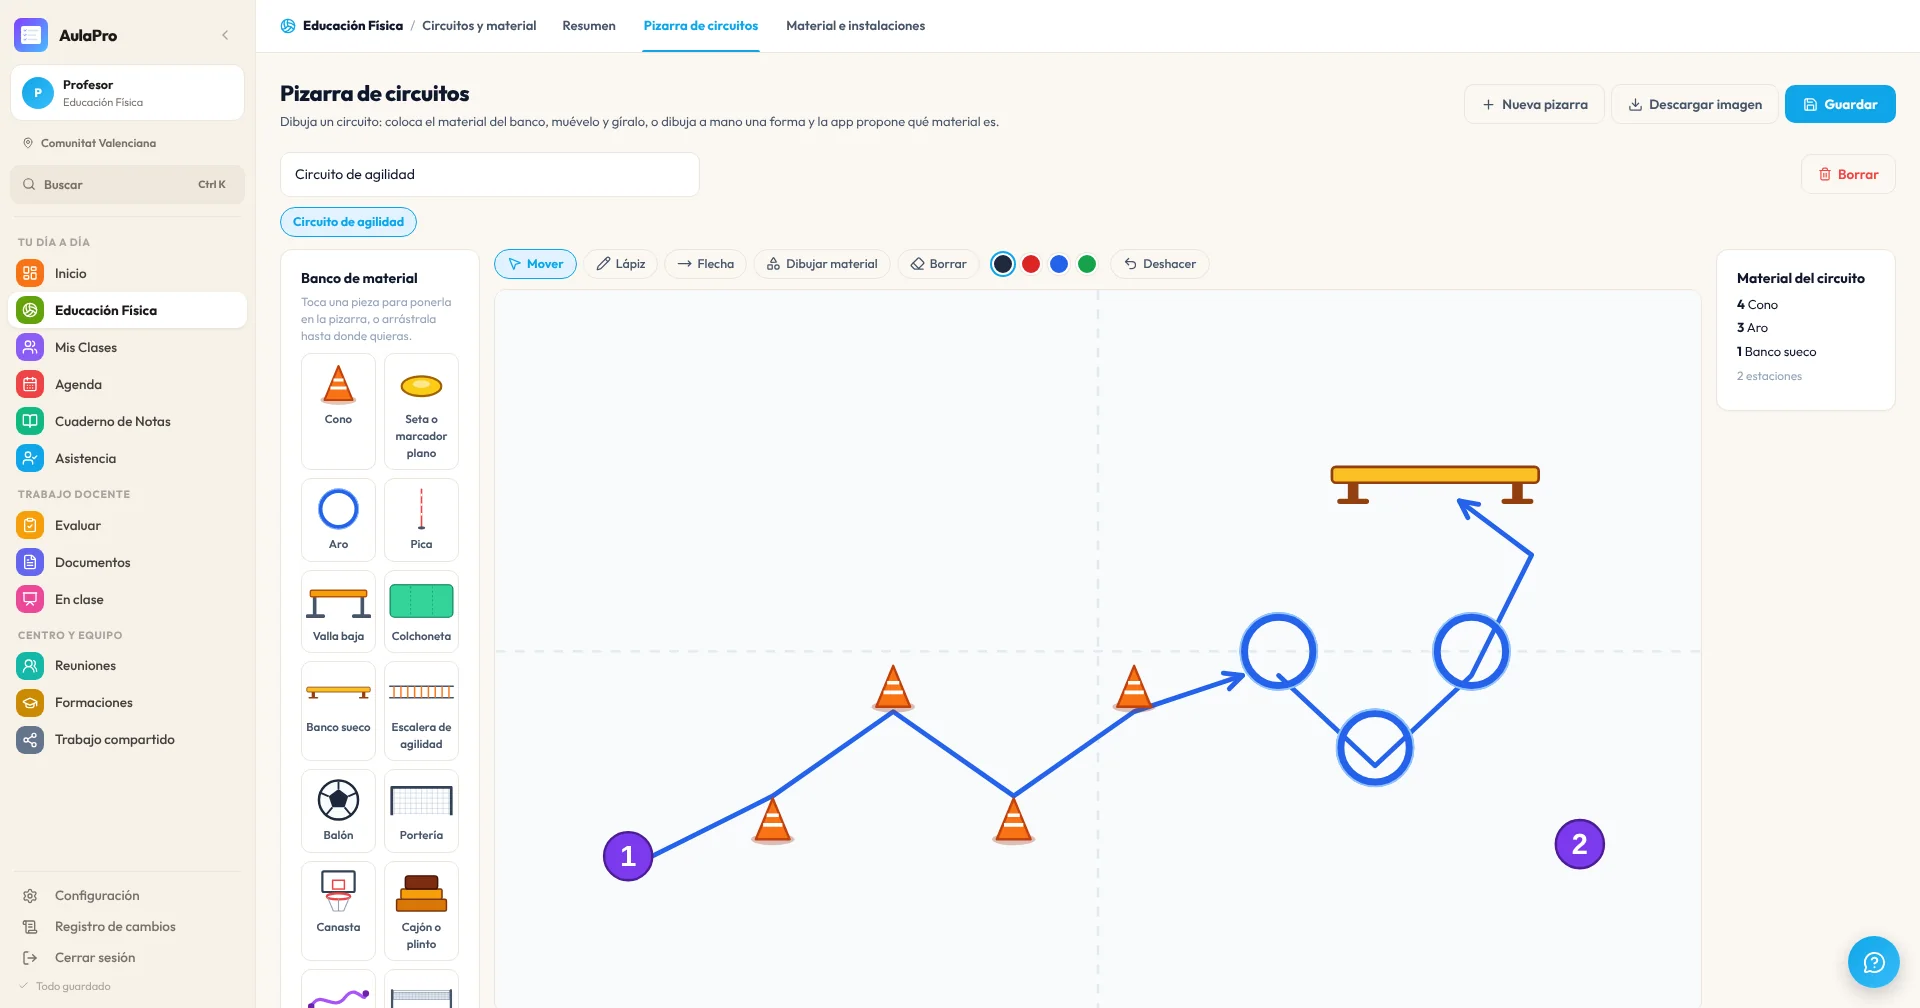 AulaPro
P
Profesor
Educación Física
Comunitat Valenciana
Buscar
Ctrl K
TU DÍA A DÍA
Inicio
Educación Física
Mis Clases
Agenda
Cuaderno de Notas
Asistencia
TRABAJO DOCENTE
Evaluar
Documentos
En clase
CENTRO Y EQUIPO
Reuniones
Formaciones
Trabajo compartido
Configuración
Registro de cambios
Cerrar sesión
Todo guardado
Educación Física / Circuitos y material
Resumen
Pizarra de circuitos
Material e instalaciones
Pizarra de circuitos
Dibuja un circuito: coloca el material del banco, muévelo y gíralo, o dibuja a mano una forma y la app propone qué material es.
Nueva pizarra
Descargar imagen
Guardar
Circuito de agilidad
Borrar
Circuito de agilidad
Banco de material
Toca una pieza para ponerla
en la pizarra, o arrástrala
hasta donde quieras.
Cono
Seta o
marcador
plano
Aro
Pica
Valla baja
Colchoneta
Banco sueco
Escalera de
agilidad
Balón
Portería
Canasta
Cajón o
plinto
Mover
Lápiz
Flecha
Dibujar material
Borrar
Deshacer
1
2
Material del circuito
4 Cono
3 Aro
1 Banco sueco
2 estaciones